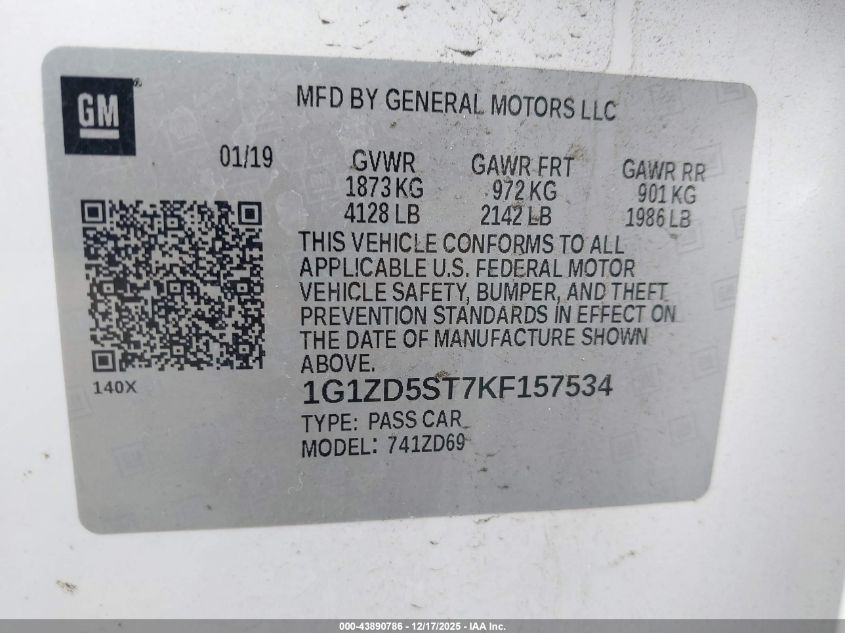 GM
MFD BY GENERAL MOTORS LLC
01/19
GVWR GAWR FRT GAWR RR
1873 KG 972 KG 901 KG
4128 LB 2142 LB 1986 LB
THIS VEHICLE CONFORMS TO ALL
APPLICABLE U.S. FEDERAL MOTOR
VEHICLE SAFETY, BUMPER, AND THEFT
PREVENTION STANDARDS IN EFFECT ON
THE DATE OF MANUFACTURE SHOWN
ABOVE.
140X
1G1ZD5ST7KF157534
TYPE: PASS CAR
MODEL: 741ZD69
000-43890786 - 12/17/2025 - IAA Inc.